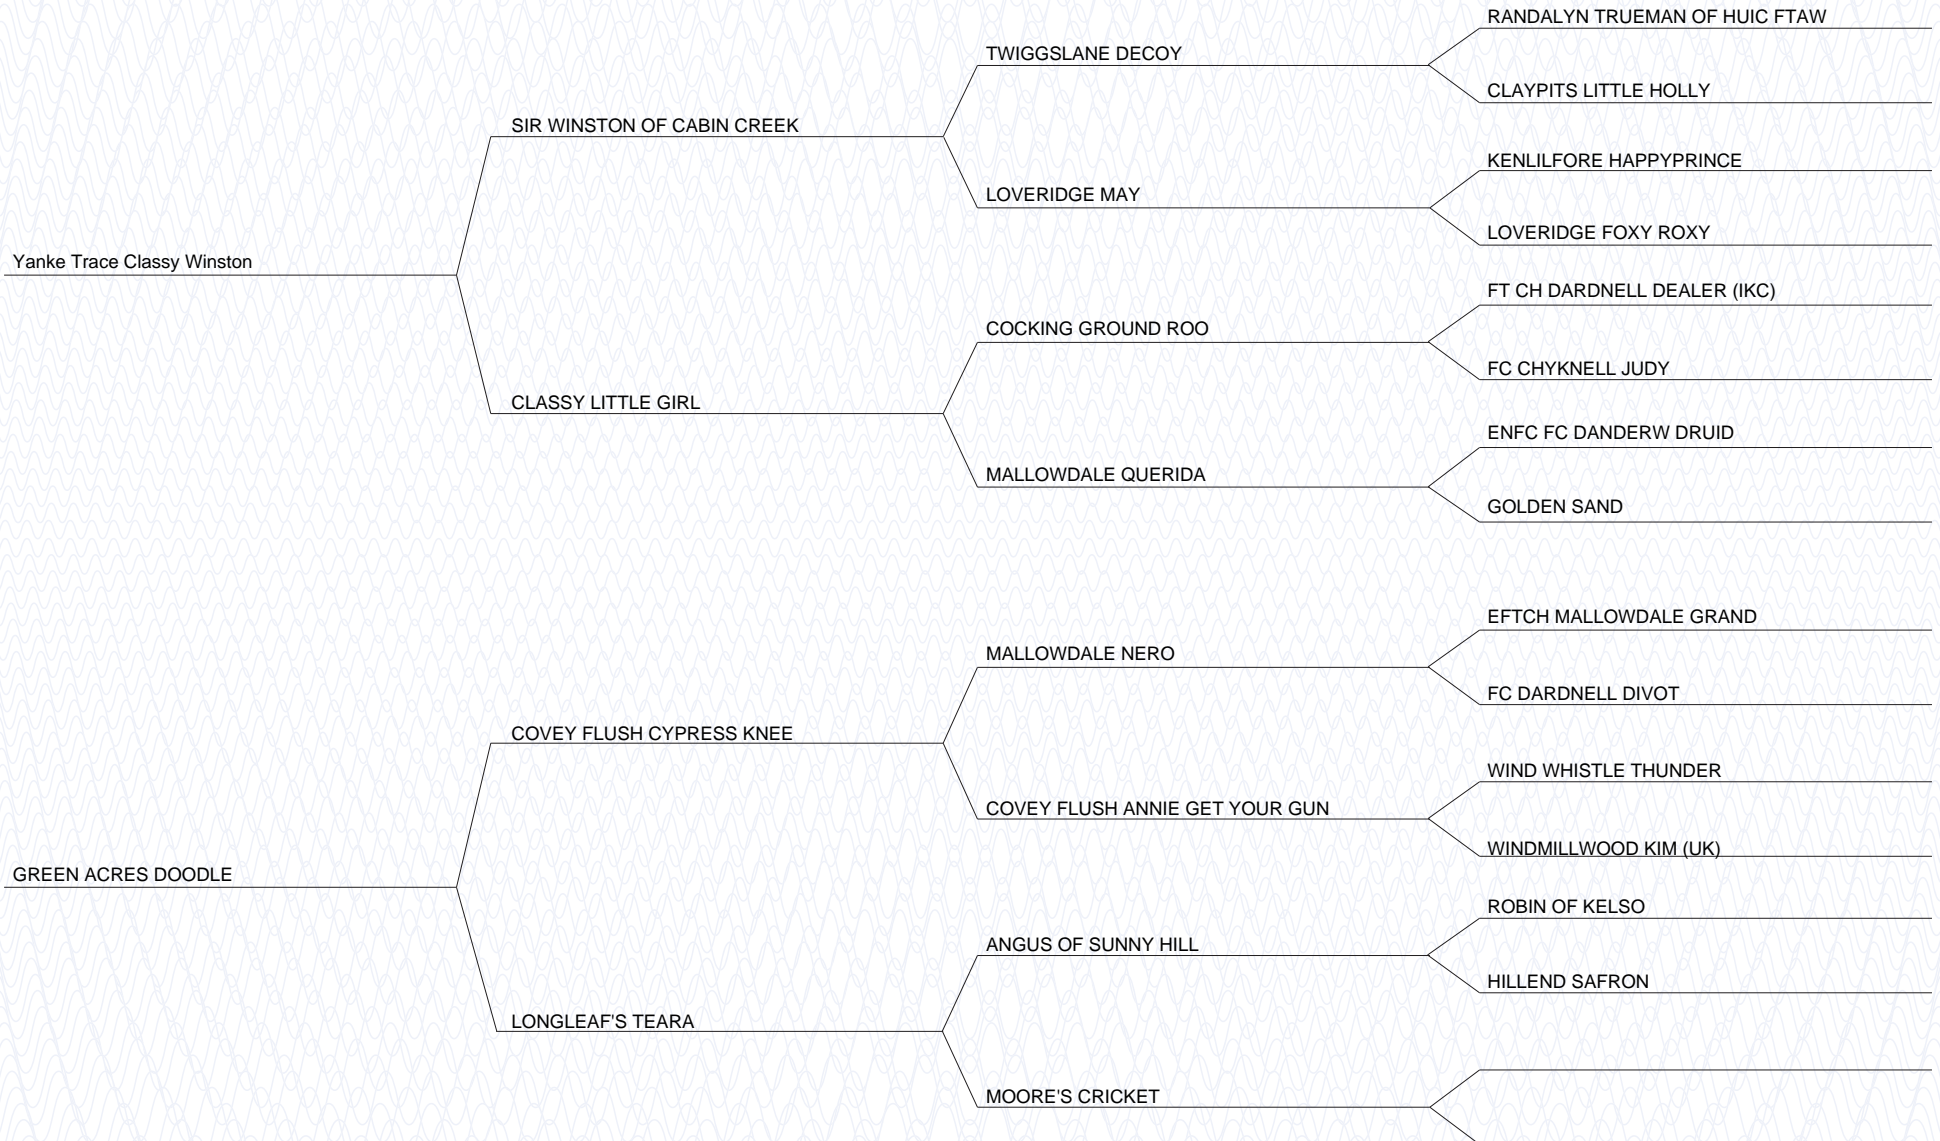 RANDALYN TRUEMAN OF HUIC FTAW
TWIGGSLANE DECOY
CLAYPITS LITTLE HOLLY
SIR WINSTON OF CABIN CREEK
KENLILFORE HAPPYPRINCE
LOVERIDGE MAY
LOVERIDGE FOXY ROXY
Yanke Trace Classy Winston
FT CH DARDNELL DEALER (IKC)
COCKING GROUND ROO
FC CHYKNELL JUDY
CLASSY LITTLE GIRL
ENFC FC DANDERW DRUID
MALLOWDALE QUERIDA
GOLDEN SAND
EFTCH MALLOWDALE GRAND
MALLOWDALE NERO
FC DARDNELL DIVOT
COVEY FLUSH CYPRESS KNEE
WIND WHISTLE THUNDER
COVEY FLUSH ANNIE GET YOUR GUN
WINDMILLWOOD KIM (UK)
GREEN ACRES DOODLE
ROBIN OF KELSO
ANGUS OF SUNNY HILL
HILLEND SAFRON
LONGLEAF'S TEARA
MOORE'S CRICKET